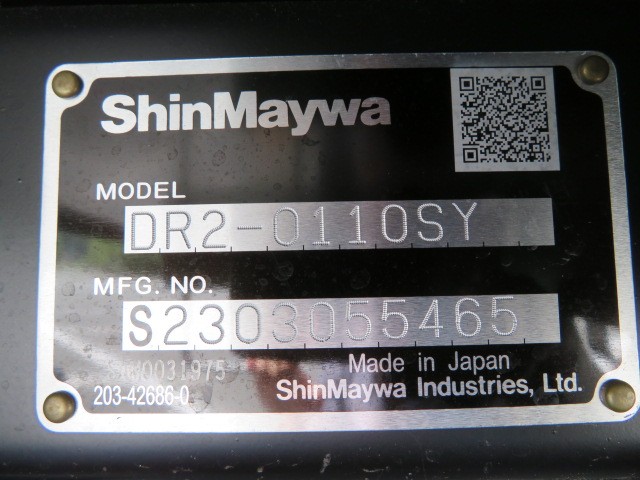 ShinMaywa
MODEL
DR2-0110SY
MFG. NO.
S2303055465
Made in Japan
203-42686-0
ShinMaywa Industries, Ltd.